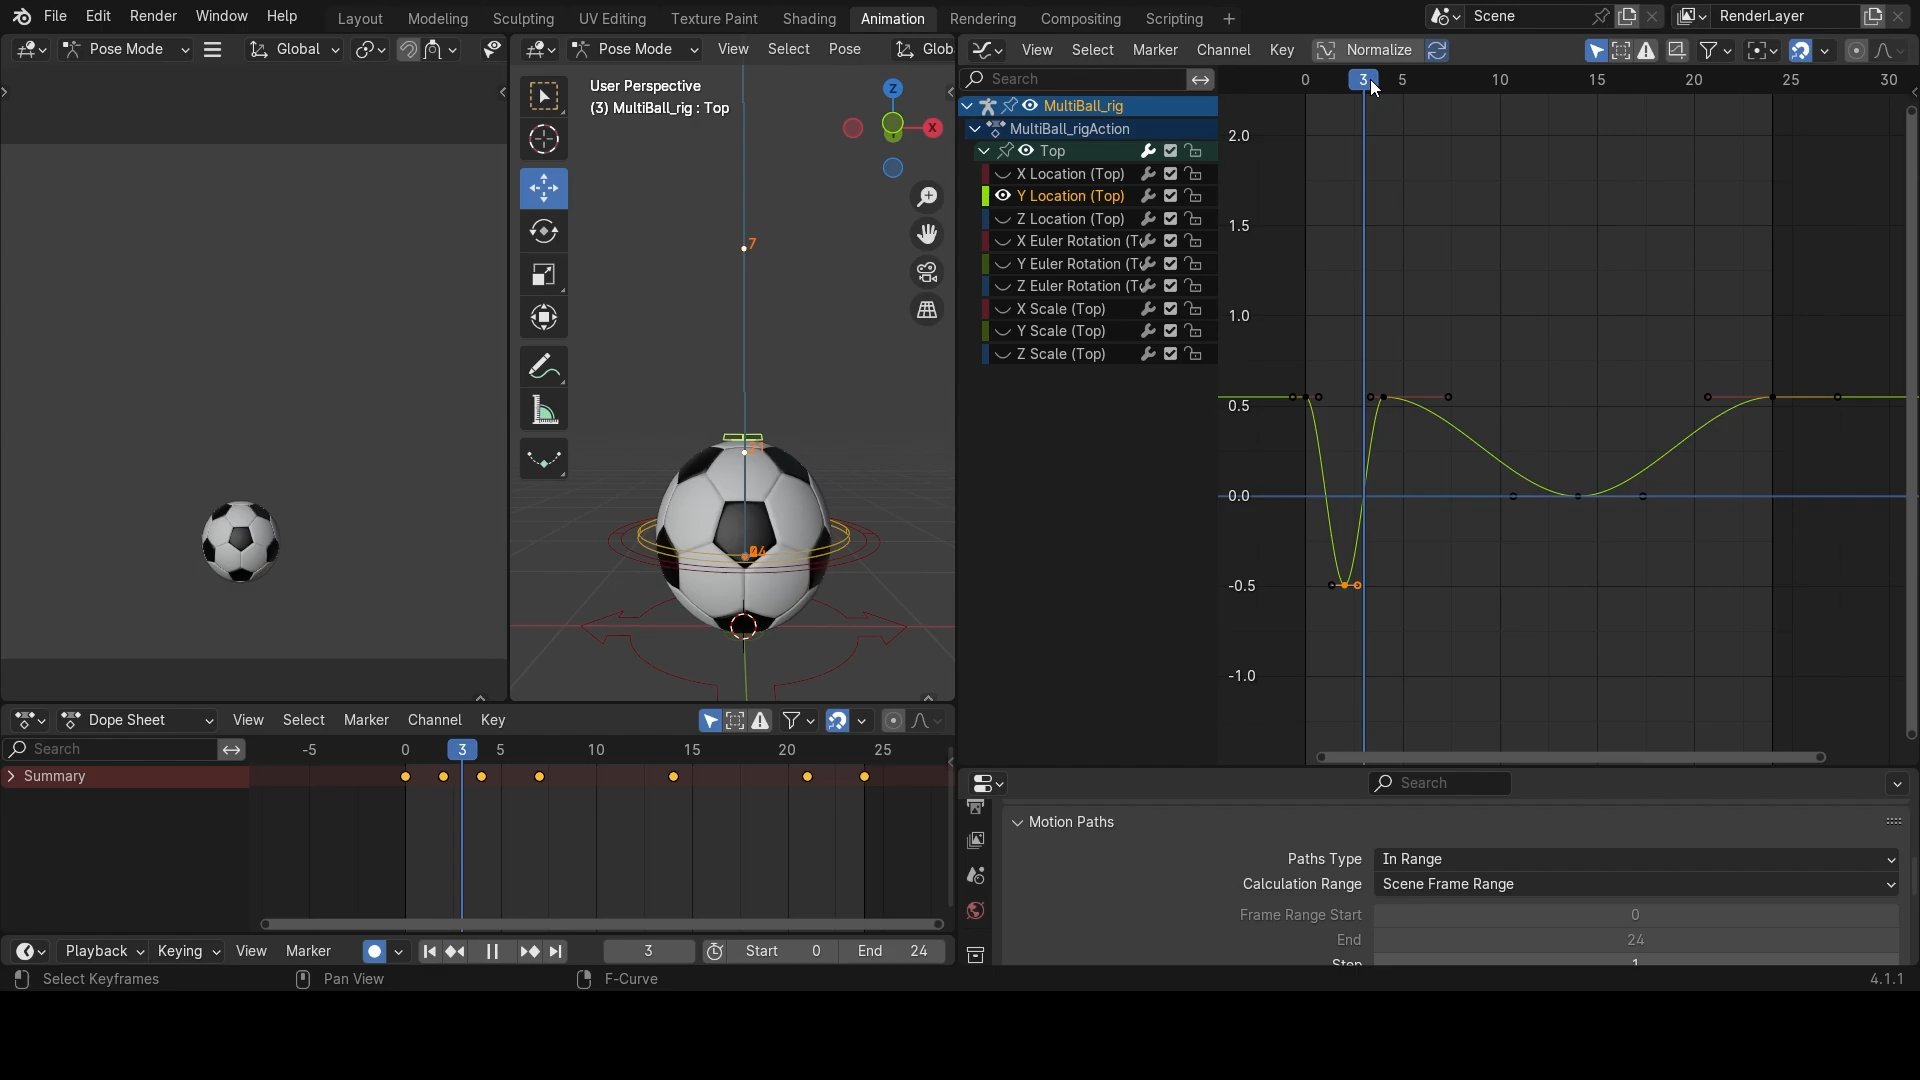 File Edit Render Window Help Layout Modeling Sculpting UV Editing Texture Paint Shading Animation Rendering Compositing Scripting + Scene RenderLayer
Pose Mode Global
Pose Mode View Select Pose Glob
View Select Marker Channel Key Normalize
User Perspective
(3) MultiBall_rig : Top
Z
X
7
Search
0 3 5 10 15 20 25 30
MultiBall_rig
MultiBall_rigAction
Top
X Location (Top)
Y Location (Top)
Z Location (Top)
X Euler Rotation (T
Y Euler Rotation (T
Z Euler Rotation (T
X Scale (Top)
Y Scale (Top)
Z Scale (Top)
2.0
1.5
1.0
0.5
0.0
-0.5
-1.0
Dope Sheet View Select Marker Channel Key
Search -5 0 3 5 10 15 20 25
Summary
Search
Motion Paths
Paths Type In Range
Calculation Range Scene Frame Range
Frame Range Start 0
End 24
Step 1
Playback Keying View Marker 3 Start 0 End 24
Select Keyframes Pan View F-Curve 4.1.1